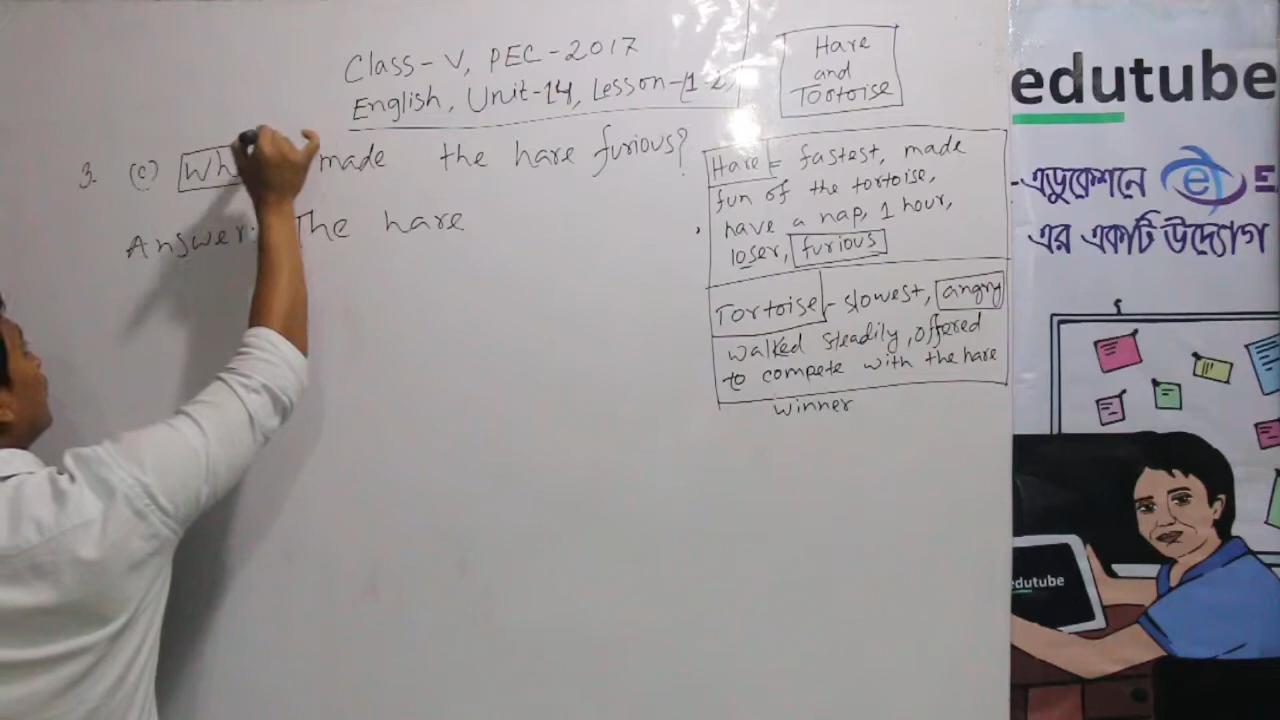 Class-V, PEC-2017
English, Unit-14, Lesson-(1-2)
Hare
and
Tortoise
3. (c) made the hare furious?
Answer: The hare
Hare = fastest, made
fun of the tortoise,
have a nap, 1 hour,
loser, furious
Tortoise - slowest, angry
walked steadily, offered
to compete with the hare
winner
edutube
এডুকেশনে
এর একটি উদ্যোগ
edutube